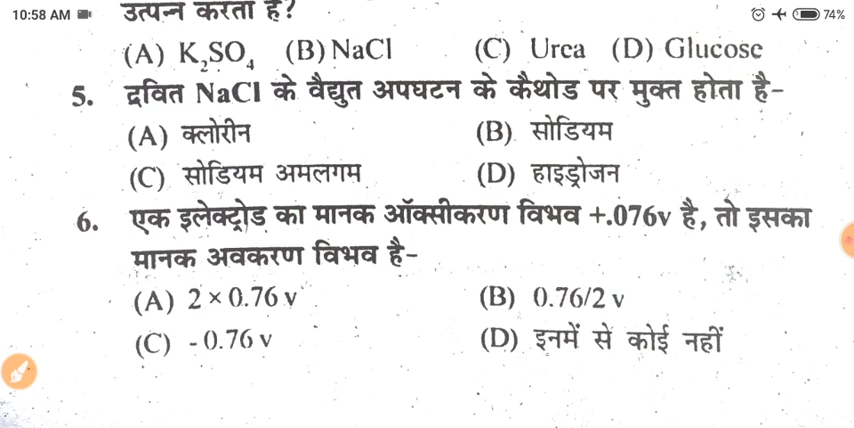 10:58 AM
74%
उत्पन्न करता है?
(A) K₂SO₄ (B) NaCl (C) Urea (D) Glucose
5. द्रवित NaCl के वैद्युत अपघटन के कैथोड पर मुक्त होता है-
(A) क्लोरीन (B) सोडियम
(C) सोडियम अमलगम (D) हाइड्रोजन
6. एक इलेक्ट्रोड का मानक ऑक्सीकरण विभव +.076v है, तो इसका
मानक अवकरण विभव है-
(A) 2 × 0.76 v (B) 0.76/2 v
(C) - 0.76 v (D) इनमें से कोई नहीं